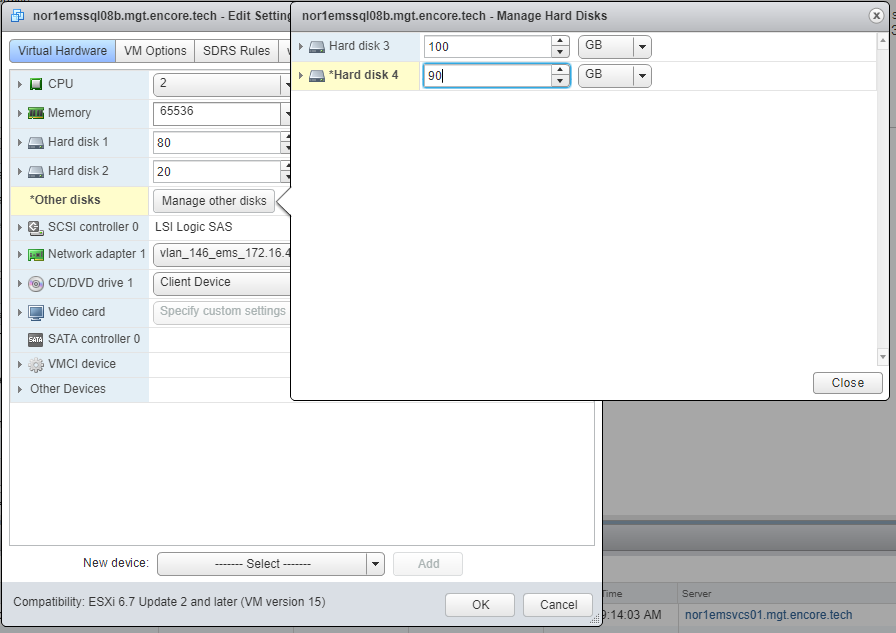 nor1emssql08b.mgt.encore.tech - Edit Setting
nor1emssql08b.mgt.encore.tech - Manage Hard Disks
Virtual Hardware
VM Options
SDRS Rules
CPU
2
Memory
65536
Hard disk 1
80
Hard disk 2
20
*Other disks
Manage other disks
SCSI controller 0
LSI Logic SAS
Network adapter 1
vlan_146_ems_172.16.4
CD/DVD drive 1
Client Device
Video card
Specify custom settings
SATA
SATA controller 0
VMCI device
Other Devices
Hard disk 3
100
GB
*Hard disk 4
90
GB
Close
New device:
------- Select -------
Add
Compatibility: ESXi 6.7 Update 2 and later (VM version 15)
OK
Cancel
Time
Server
9:14:03 AM
nor1emsvcs01.mgt.encore.tech